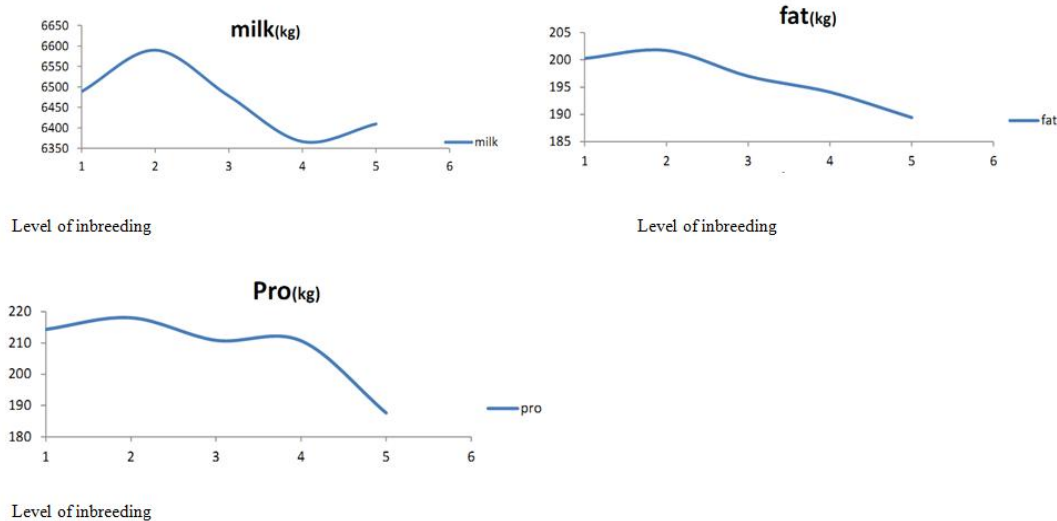 milk(kg)
6650
6600
6550
6500
6450
6400
6350
1 2 3 4 5 6
milk
Level of inbreeding
fat(kg)
205
200
195
190
185
1 2 3 4 5 6
fat
Level of inbreeding
Pro(kg)
220
210
200
190
180
1 2 3 4 5 6
pro
Level of inbreeding